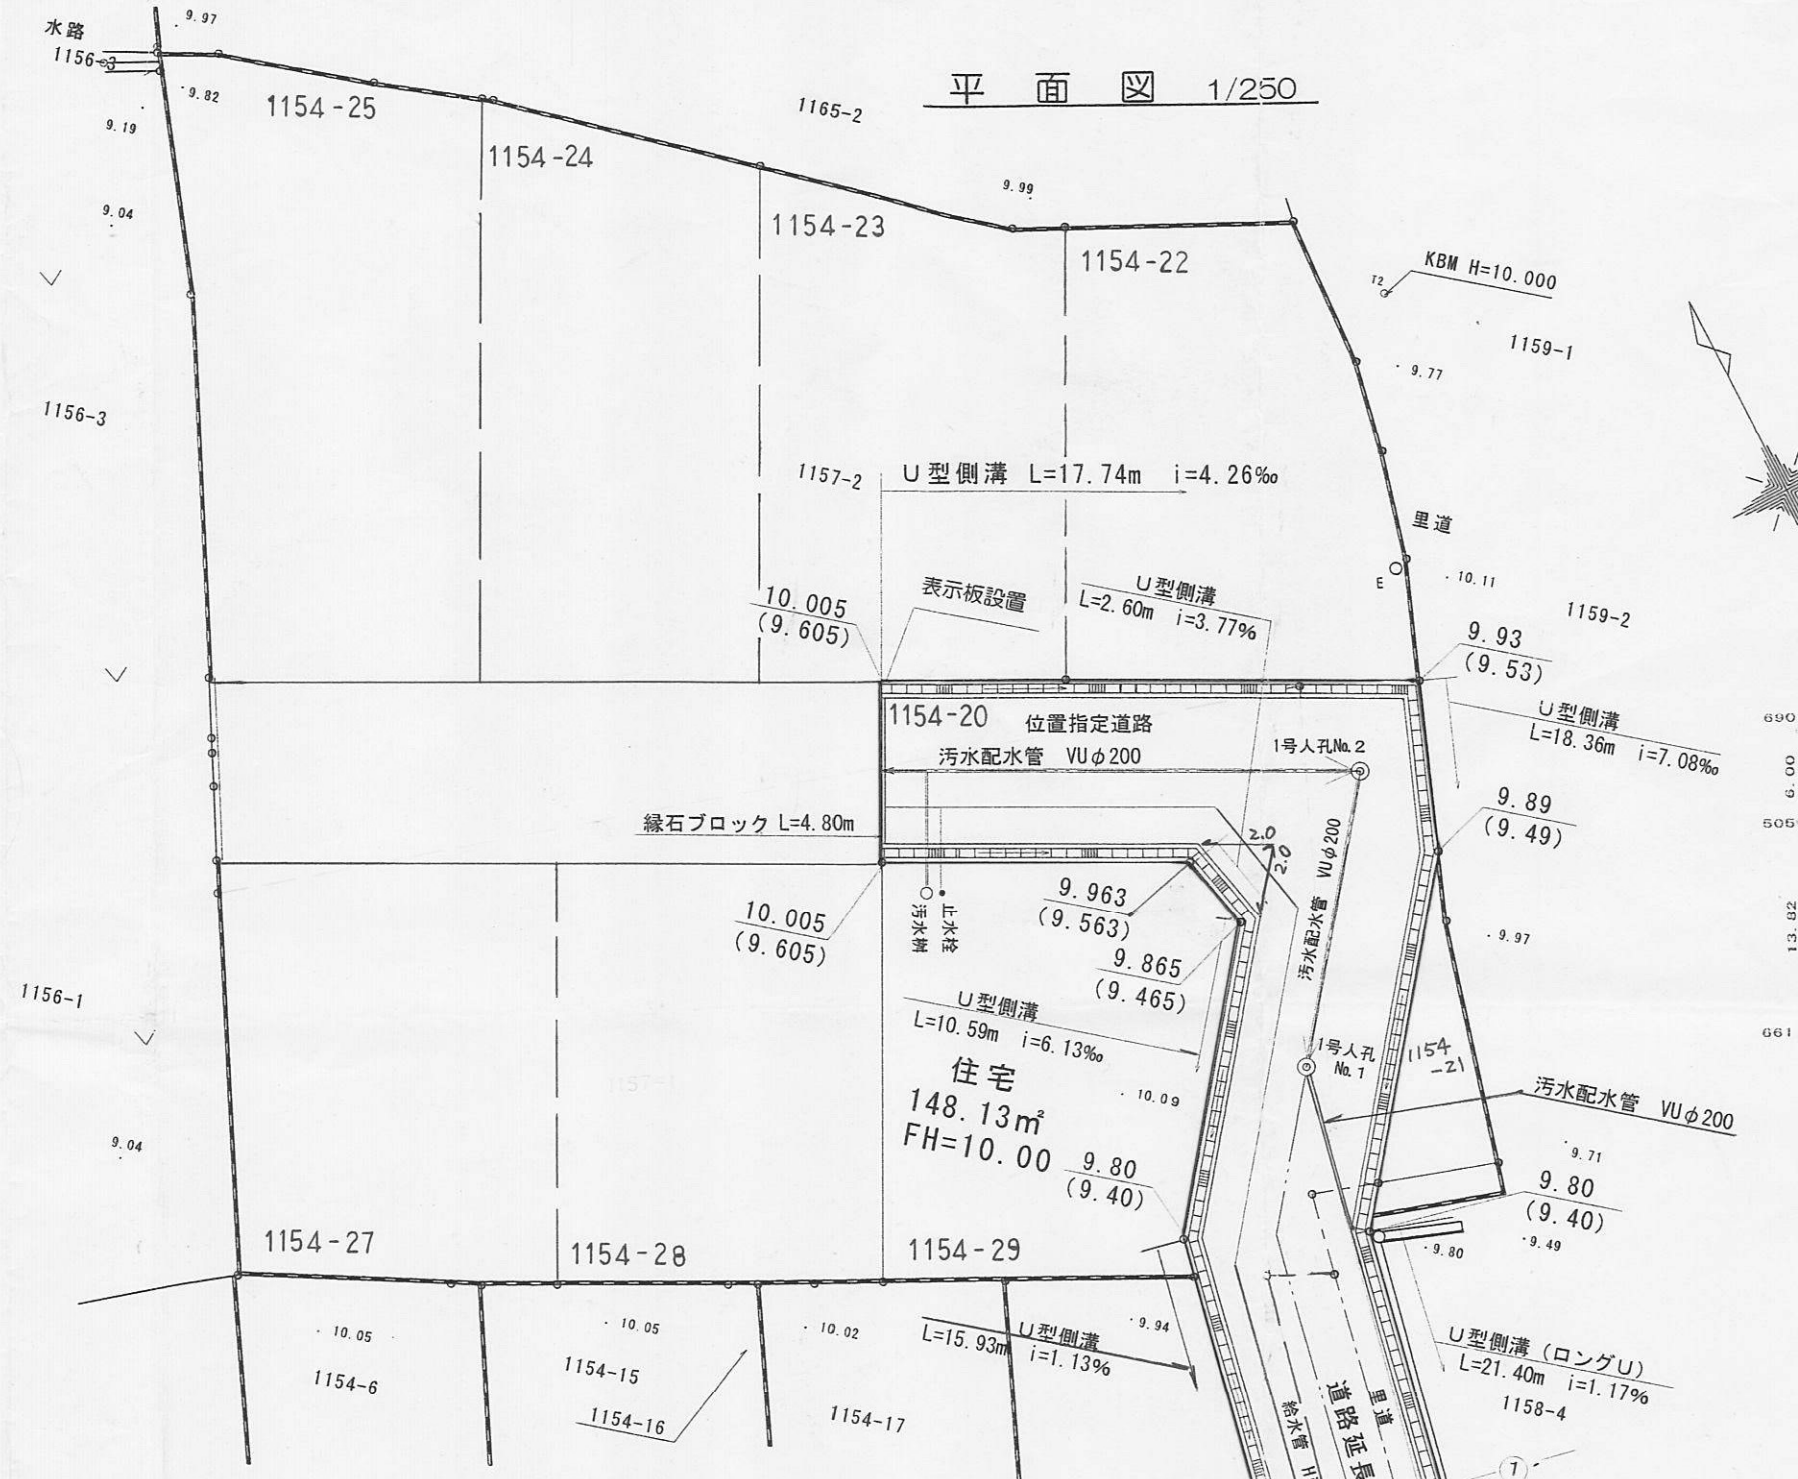 平面図 1/250
水路
1156-3
9.97
9.82
9.19
9.04
1154-25
1154-24
1165-2
1154-23
9.99
1154-22
T2
KBM H=10.000
1159-1
9.77
1156-3
1157-2
U型側溝 L=17.74m i=4.26‰
里道
E
10.11
1159-2
10.005
(9.605)
表示板設置
U型側溝
L=2.60m i=3.77%
9.93
(9.53)
U型側溝
L=18.36m i=7.08‰
690
6.00
505
1154-20
位置指定道路
汚水配水管 VUφ200
1号人孔No.2
縁石ブロック L=4.80m
9.89
(9.49)
2.0
2.0
汚水配水管 VUφ200
9.963
(9.563)
10.005
(9.605)
汚水桝
止水栓
9.865
(9.465)
9.97
13.82
1156-1
U型側溝
L=10.59m i=6.13‰
661
1号人孔
No.1
1154
-21
住宅
148.13㎡
FH=10.00
10.09
汚水配水管 VUφ200
9.04
9.71
9.80
(9.40)
9.80
(9.40)
9.80
9.49
1154-27
1154-28
1154-29
10.05
1154-6
10.05
1154-15
1154-16
10.02
1154-17
U型側溝
L=15.93m i=1.13%
9.94
U型側溝 (ロングU)
L=21.40m i=1.17%
1158-4
給水管 H
道路延長
里道
1